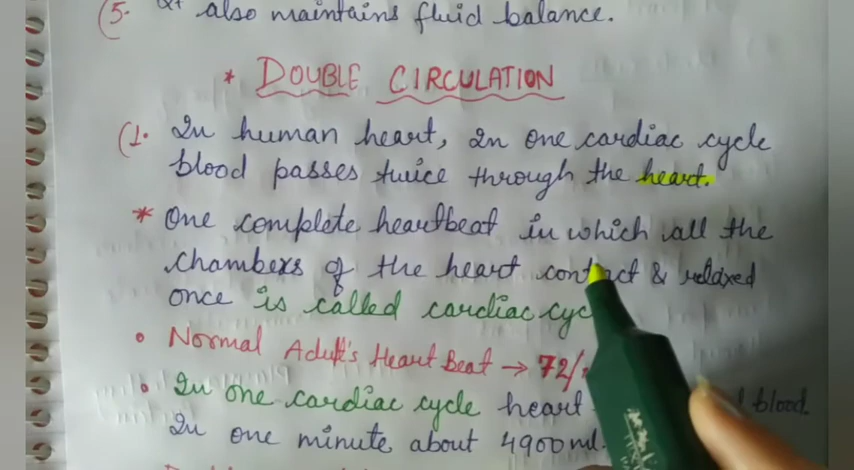 (5. It also maintains fluid balance.
* DOUBLE CIRCULATION
(1. In human heart, In one cardiac cycle
blood passes twice through the heart.
* One complete heartbeat in which all the
chambers of the heart contract & relaxed
once is called cardiac cyc
• Normal Adult's Heart Beat → 72/
• In one cardiac cycle heart blood.
In one minute about 4900ml.